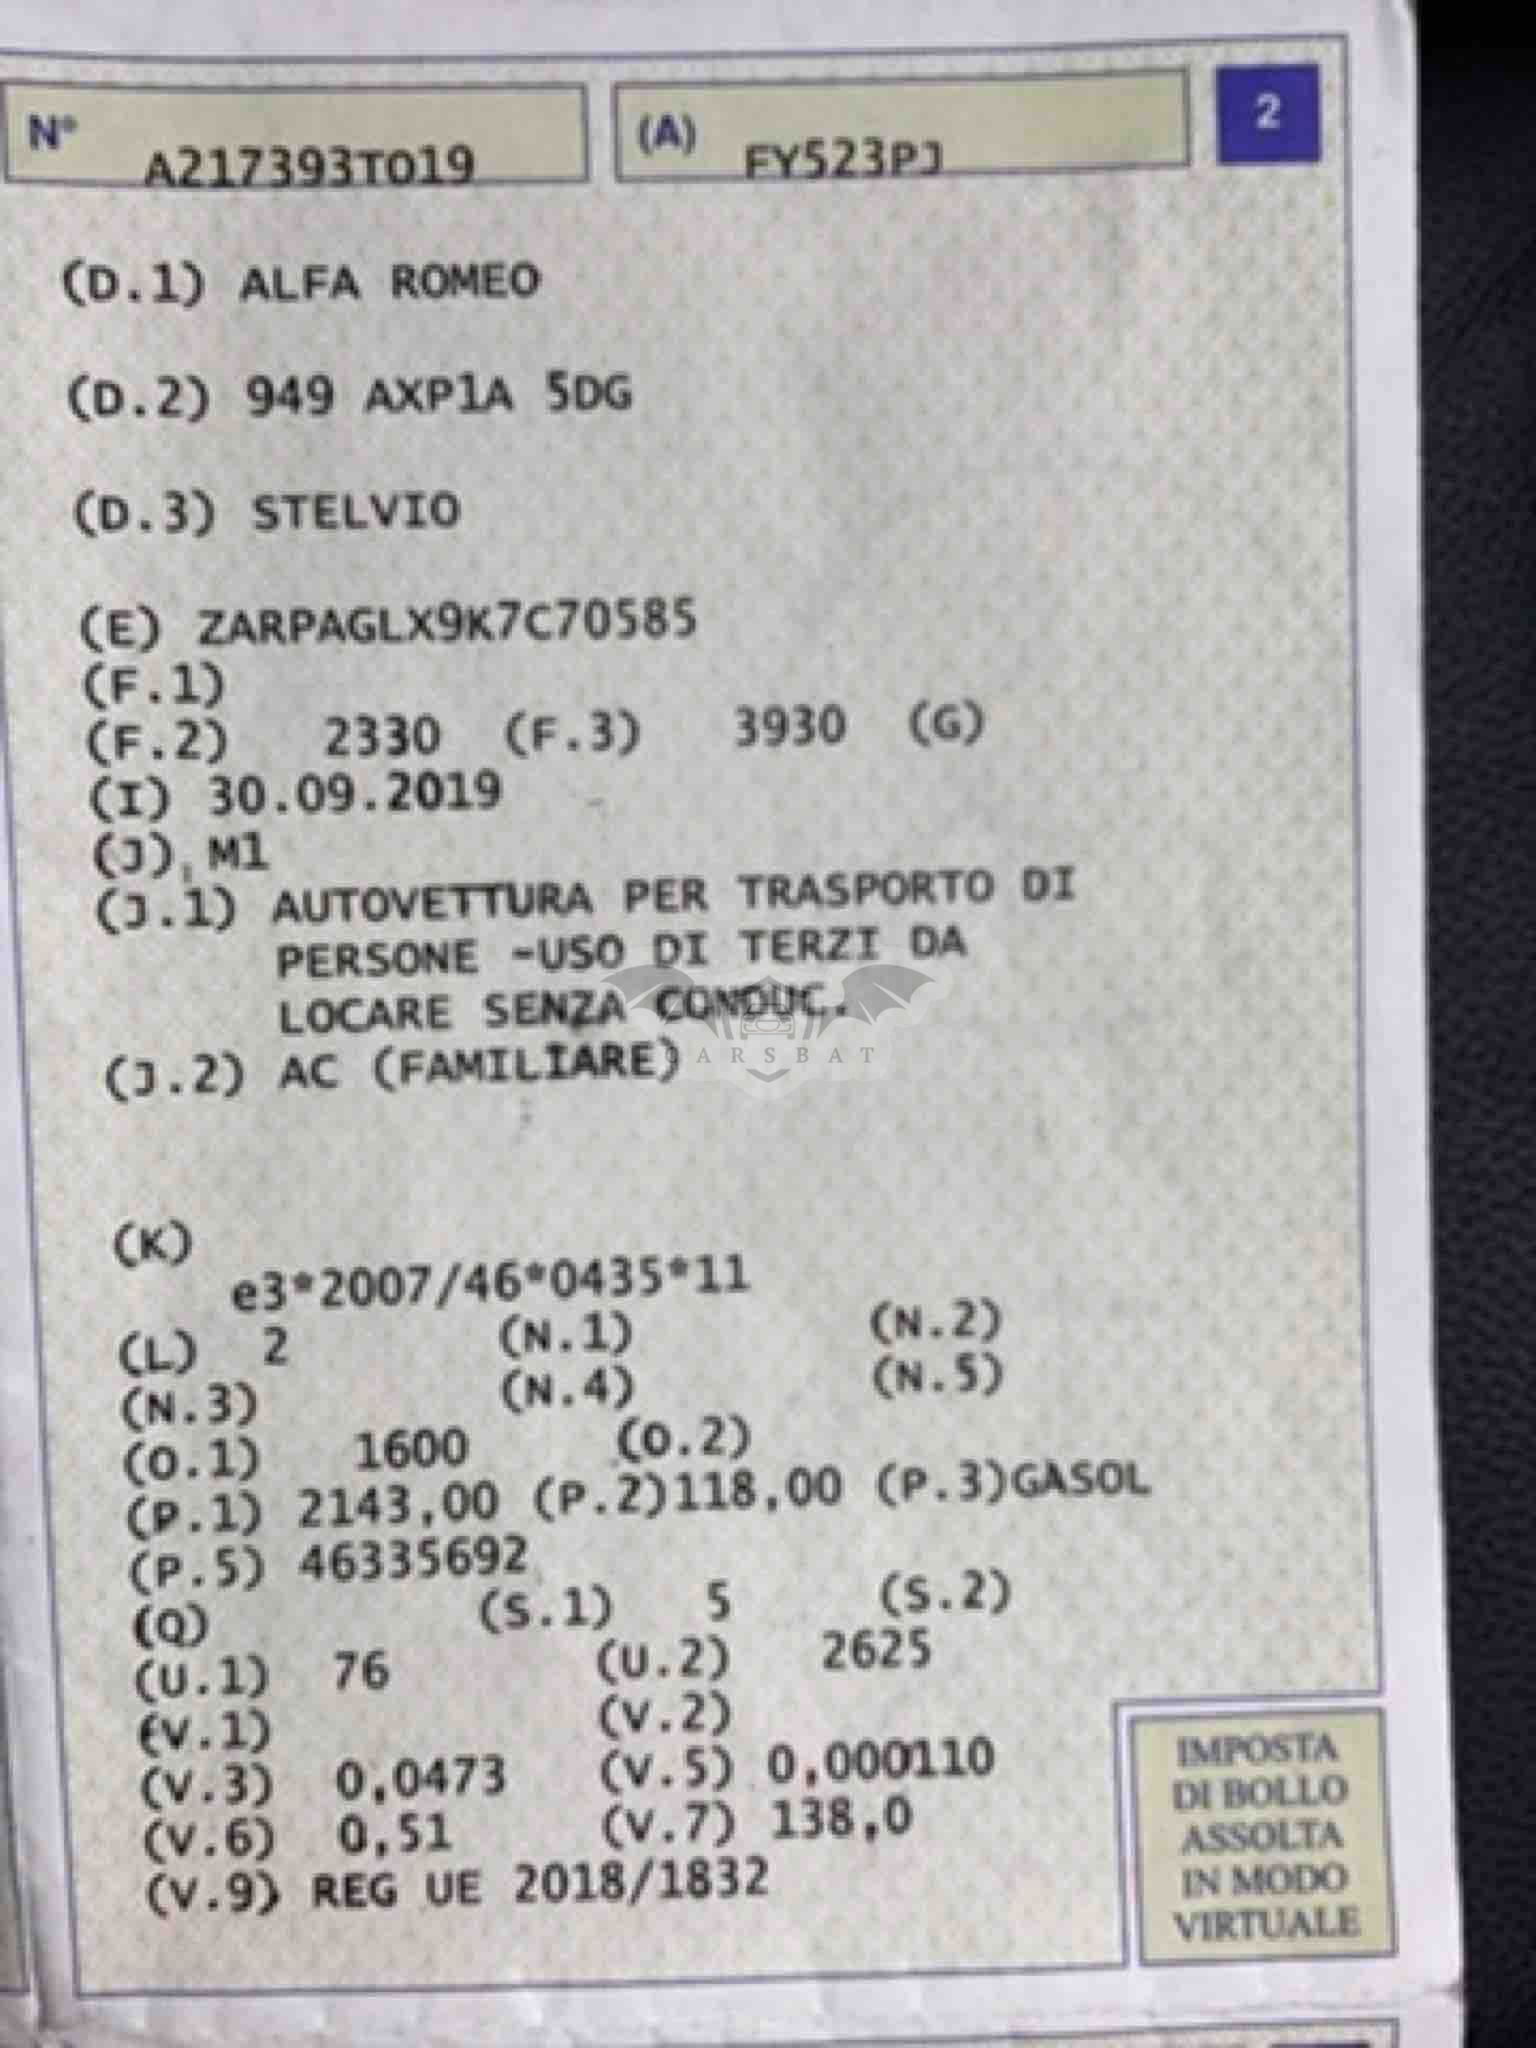 N° A217393TO19 (A) FY523PJ 2
(D.1) ALFA ROMEO
(D.2) 949 AXP1A 5DG
(D.3) STELVIO
(E) ZARPAGLX9K7C70585
(F.1)
(F.2) 2330 (F.3) 3930 (G)
(I) 30.09.2019
(J) M1
(J.1) AUTOVETTURA PER TRASPORTO DI
PERSONE -USO DI TERZI DA
LOCARE SENZA CONDUC.
CARSBAT
(J.2) AC (FAMILIARE)
(K)
e3*2007/46*0435*11
(L) 2 (N.1) (N.2)
(N.3) (N.4) (N.5)
(O.1) 1600 (O.2)
(P.1) 2143,00 (P.2)118,00 (P.3)GASOL
(P.5) 46335692
(Q) (S.1) 5 (S.2)
(U.1) 76 (U.2) 2625
(V.1) (V.2)
(V.3) 0,0473 (V.5) 0,000110
(V.6) 0,51 (V.7) 138,0
(V.9) REG UE 2018/1832
IMPOSTA
DI BOLLO
ASSOLTA
IN MODO
VIRTUALE